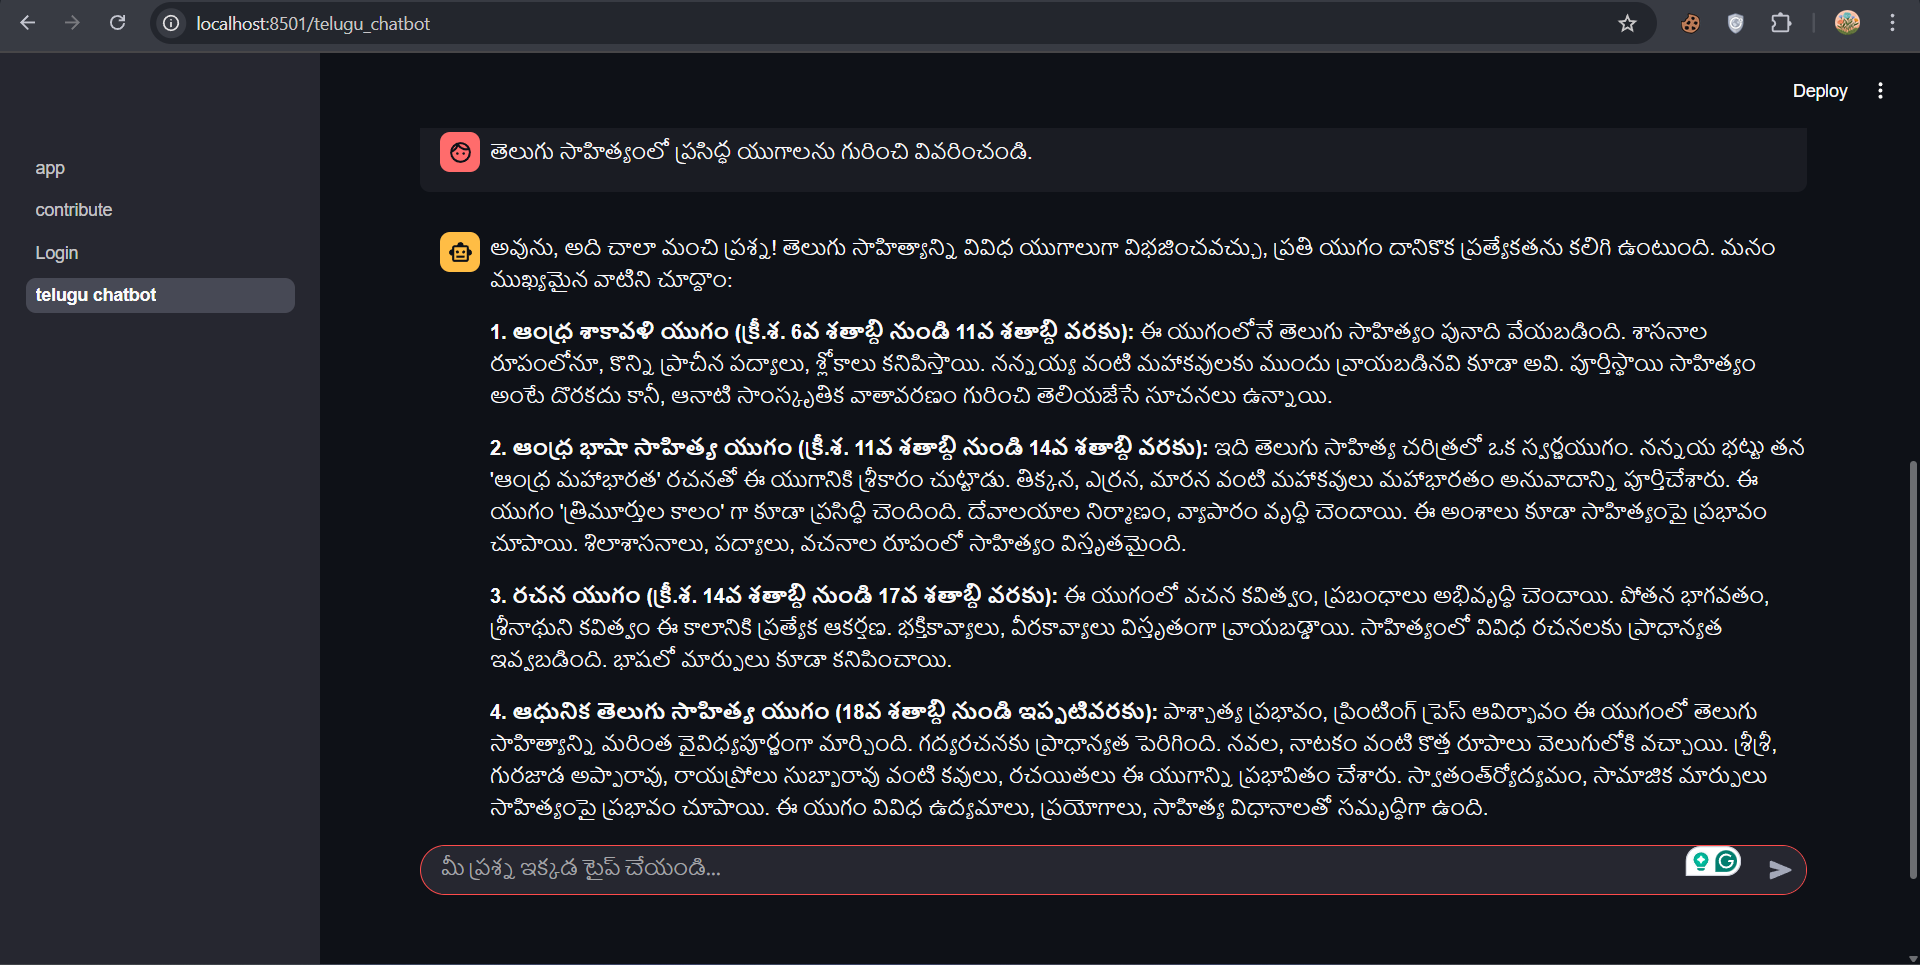 localhost:8501/telugu_chatbot
Deploy
app
contribute
Login
telugu chatbot
తెలుగు సాహిత్యంలో ప్రసిద్ధ యుగాలను గురించి వివరించండి.
అవును, అది చాలా మంచి ప్రశ్న! తెలుగు సాహిత్యాన్ని వివిధ యుగాలుగా విభజించవచ్చు, ప్రతి యుగం దానికొక ప్రత్యేకతను కలిగి ఉంటుంది. మనం
ముఖ్యమైన వాటిని చూద్దాం:
1. ఆంధ్ర శాకావళి యుగం (క్రీ.శ. 6వ శతాబ్ది నుండి 11వ శతాబ్ది వరకు): ఈ యుగంలోనే తెలుగు సాహిత్యం పునాది వేయబడింది. శాసనాల
రూపంలోనూ, కొన్ని ప్రాచీన పద్యాలు, శ్లోకాలు కనిపిస్తాయి. నన్నయ్య వంటి మహాకవులకు ముందు వ్రాయబడినవి కూడా అవి. పూర్తిస్థాయి సాహిత్యం
అంటే దొరకదు కానీ, ఆనాటి సాంస్కృతిక వాతావరణం గురించి తెలియజేసే సూచనలు ఉన్నాయి.
2. ఆంధ్ర భాషా సాహిత్య యుగం (క్రీ.శ. 11వ శతాబ్ది నుండి 14వ శతాబ్ది వరకు): ఇది తెలుగు సాహిత్య చరిత్రలో ఒక స్వర్ణయుగం. నన్నయ భట్టు తన
'ఆంధ్ర మహాభారత' రచనతో ఈ యుగానికి శ్రీకారం చుట్టాడు. తిక్కన, ఎర్రన, మారన వంటి మహాకవులు మహాభారతం అనువాదాన్ని పూర్తిచేశారు. ఈ
యుగం 'త్రిమూర్తుల కాలం' గా కూడా ప్రసిద్ధి చెందింది. దేవాలయాల నిర్మాణం, వ్యాపారం వృద్ధి చెందాయి. ఈ అంశాలు కూడా సాహిత్యంపై ప్రభావం
చూపాయి. శిలాశాసనాలు, పద్యాలు, వచనాల రూపంలో సాహిత్యం విస్తృతమైంది.
3. రచన యుగం (క్రీ.శ. 14వ శతాబ్ది నుండి 17వ శతాబ్ది వరకు): ఈ యుగంలో వచన కవిత్వం, ప్రబంధాలు అభివృద్ధి చెందాయి. పోతన భాగవతం,
శ్రీనాథుని కవిత్వం ఈ కాలానికి ప్రత్యేక ఆకర్షణ. భక్తికావ్యాలు, వీరకావ్యాలు విస్తృతంగా వ్రాయబడ్డాయి. సాహిత్యంలో వివిధ రచనలకు ప్రాధాన్యత
ఇవ్వబడింది. భాషలో మార్పులు కూడా కనిపించాయి.
4. ఆధునిక తెలుగు సాహిత్య యుగం (18వ శతాబ్ది నుండి ఇప్పటివరకు): పాశ్చాత్య ప్రభావం, ప్రింటింగ్ ప్రెస్ ఆవిర్భావం ఈ యుగంలో తెలుగు
సాహిత్యాన్ని మరింత వైవిధ్యపూర్ణంగా మార్చింది. గద్యరచనకు ప్రాధాన్యత పెరిగింది. నవల, నాటకం వంటి కొత్త రూపాలు వెలుగులోకి వచ్చాయి. శ్రీశ్రీ,
గురజాడ అప్పారావు, రాయప్రోలు సుబ్బారావు వంటి కవులు, రచయితలు ఈ యుగాన్ని ప్రభావితం చేశారు. స్వాతంత్ర్యోద్యమం, సామాజిక మార్పులు
సాహిత్యంపై ప్రభావం చూపాయి. ఈ యుగం వివిధ ఉద్యమాలు, ప్రయోగాలు, సాహిత్య విధానాలతో సమృద్ధిగా ఉంది.
మీ ప్రశ్న ఇక్కడ టైప్ చేయండి...